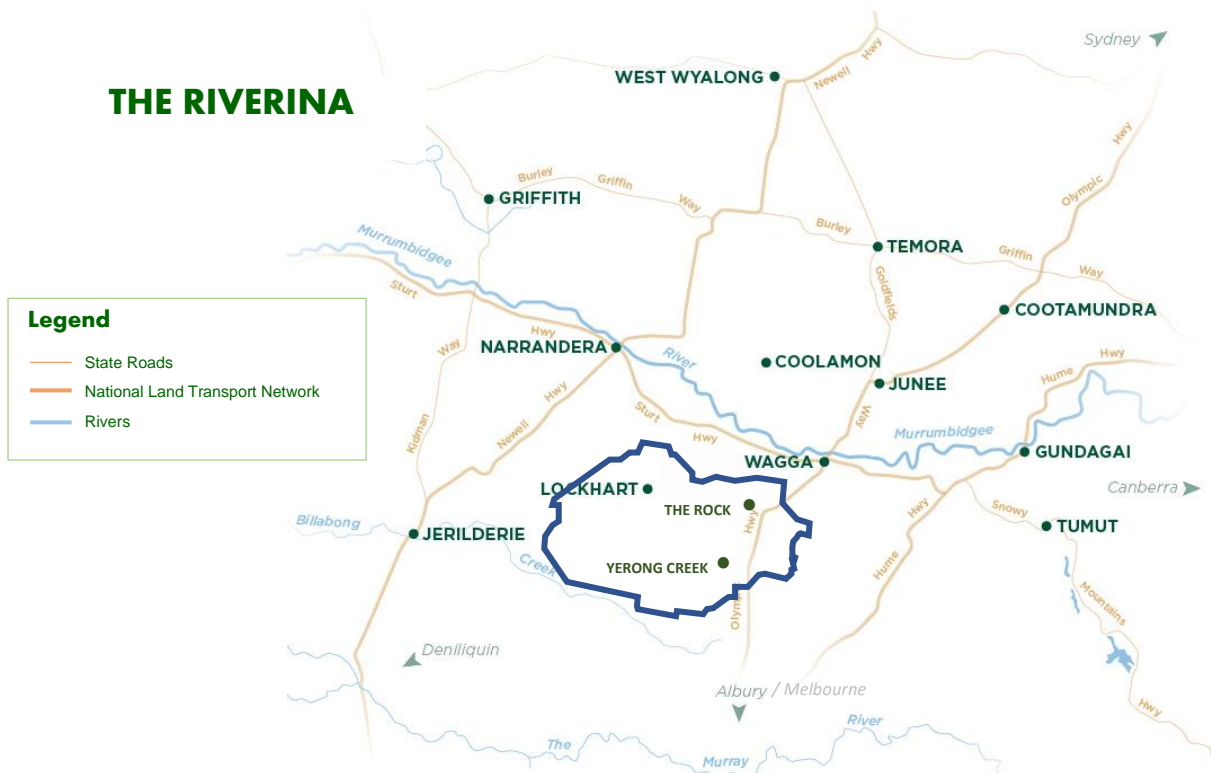 THE RIVERINA
Sydney
WEST WYALONG
Newell
Hwy
Hwy
Olympic
Burley
Griffin
Way
GRIFFITH
Burley
TEMORA
Griffin
Way
Murrumbidgee
Sturt
Hwy
Goldfields
COOTAMUNDRA
Legend
State Roads
National Land Transport Network
Rivers
Way
Kidman
NARRANDERA
River
COOLAMON
JUNEE
Way
Hume
Hwy
Newell
Hwy
Sturt
Hwy
WAGGA
Murrumbidgee
GUNDAGAI
Canberra
LOCKHART
THE ROCK
Hwy
Hwy
Hume
Snowy
TUMUT
Mountains
Hwy
Billabong
JERILDERIE
Creek
YERONG CREEK
Olympic
Deniliquin
Albury / Melbourne
The
Murray
River